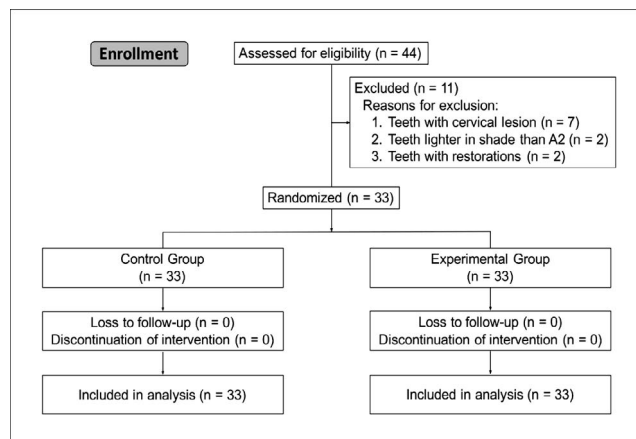 Enrollment
Assessed for eligibility (n = 44)
Excluded (n = 11)
Reasons for exclusion:
1. Teeth with cervical lesion (n = 7)
2. Teeth lighter in shade than A2 (n = 2)
3. Teeth with restorations (n = 2)
Randomized (n = 33)
Control Group
(n = 33)
Experimental Group
(n = 33)
Loss to follow-up (n = 0)
Discontinuation of intervention (n = 0)
Loss to follow-up (n = 0)
Discontinuation of intervention (n = 0)
Included in analysis (n = 33)
Included in analysis (n = 33)